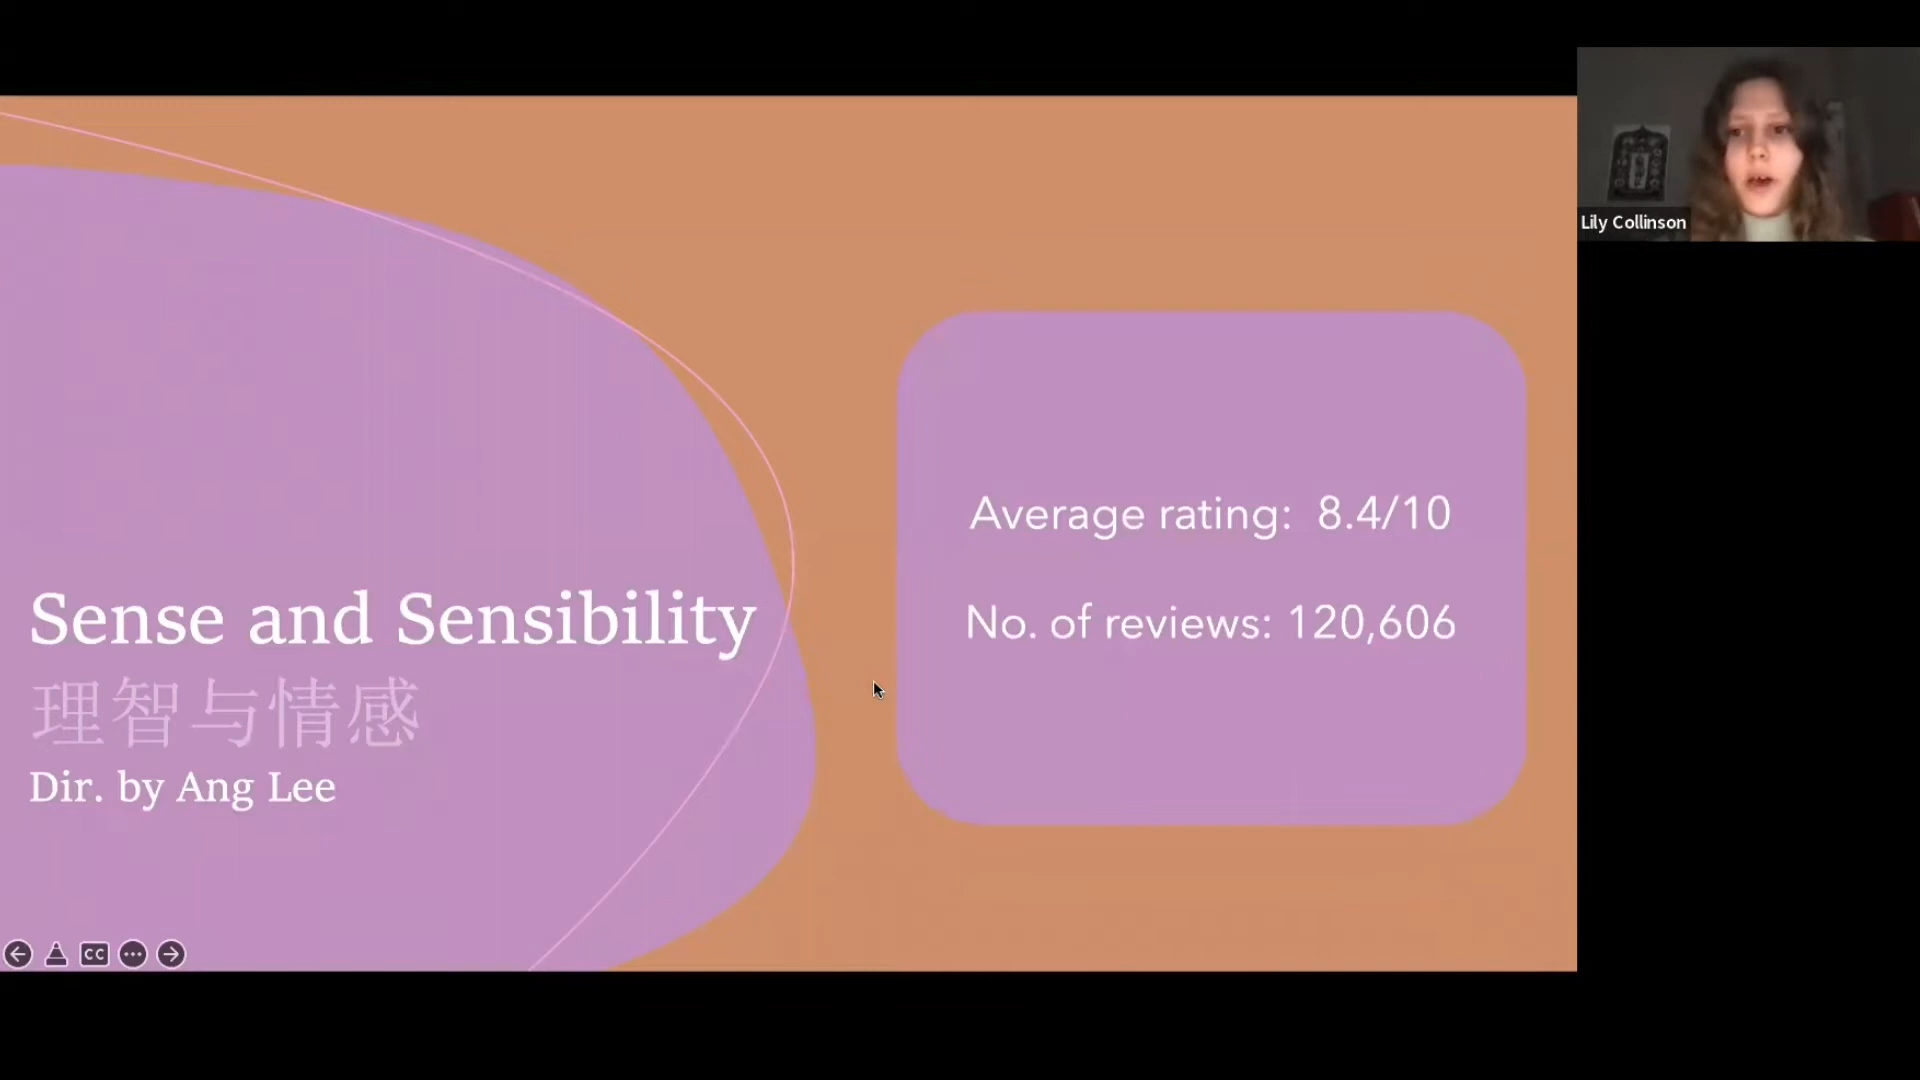 Sense and Sensibility
理智与情感
Dir. by Ang Lee
Average rating:  8.4/10
No. of reviews: 120,606
Lily Collinson
CC